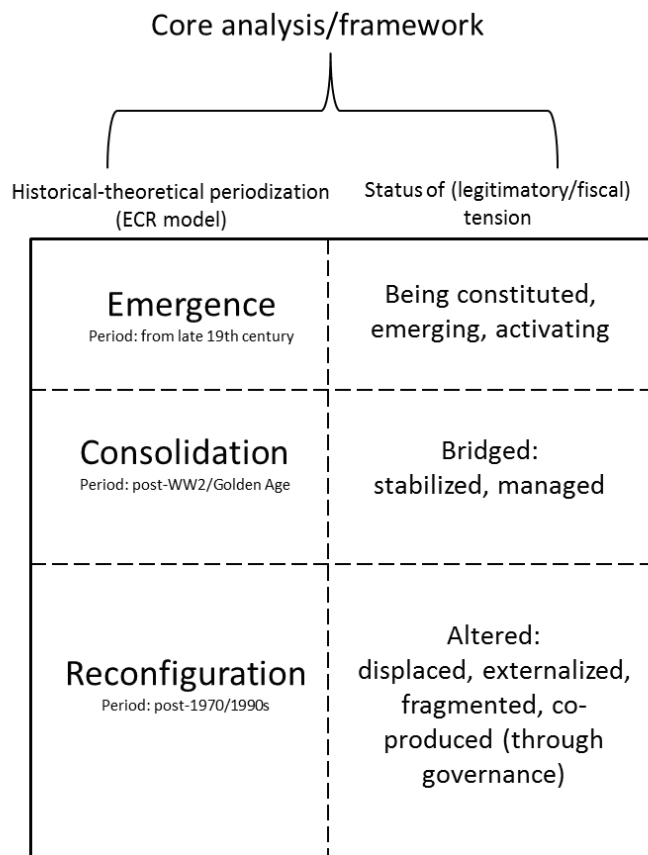 Core analysis/framework
Historical-theoretical periodization
(ECR model)
Status of (legitimatory/fiscal)
tension
Emergence
Period: from late 19th century
Being constituted,
emerging, activating
Consolidation
Period: post-WW2/Golden Age
Bridged:
stabilized, managed
Reconfiguration
Period: post-1970/1990s
Altered:
displaced, externalized,
fragmented, co-
produced (through
governance)